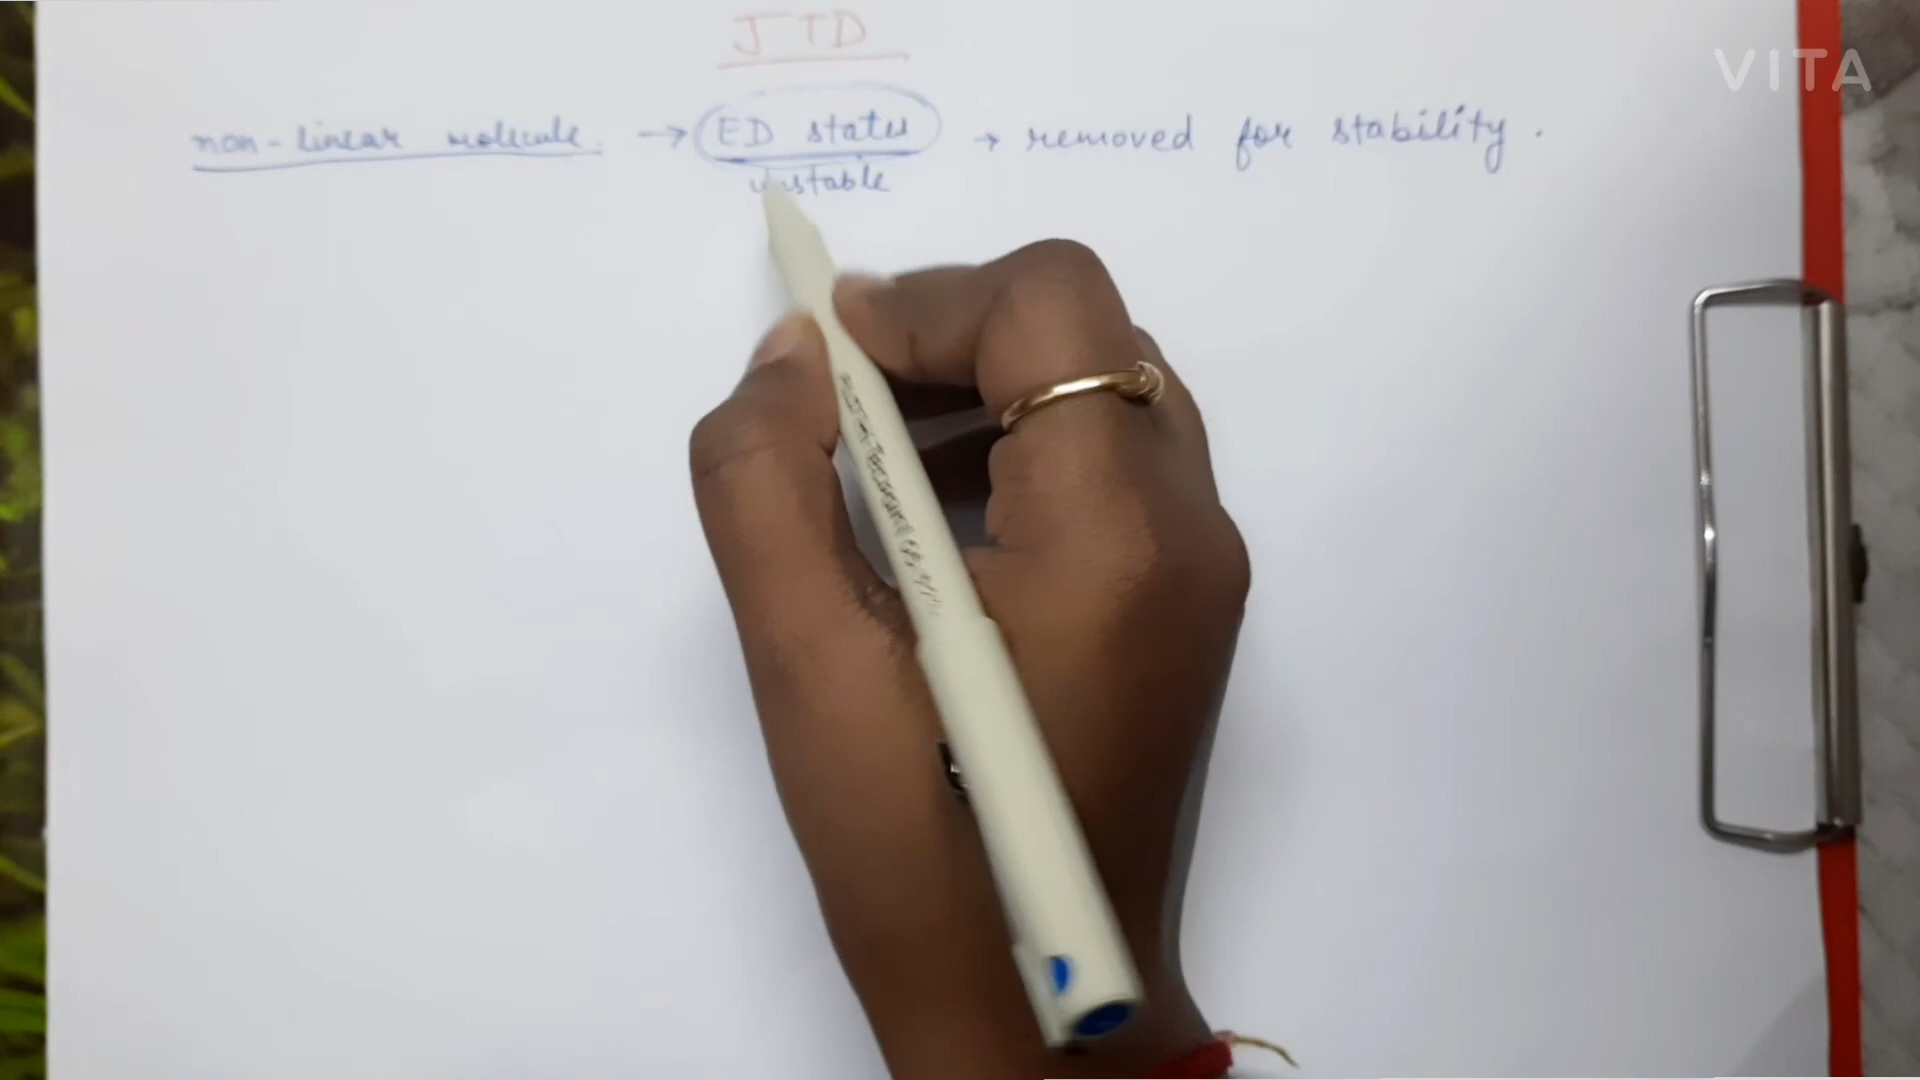 JTD
VITA
non-linear molecule. → ED states → removed for stability.
unstable